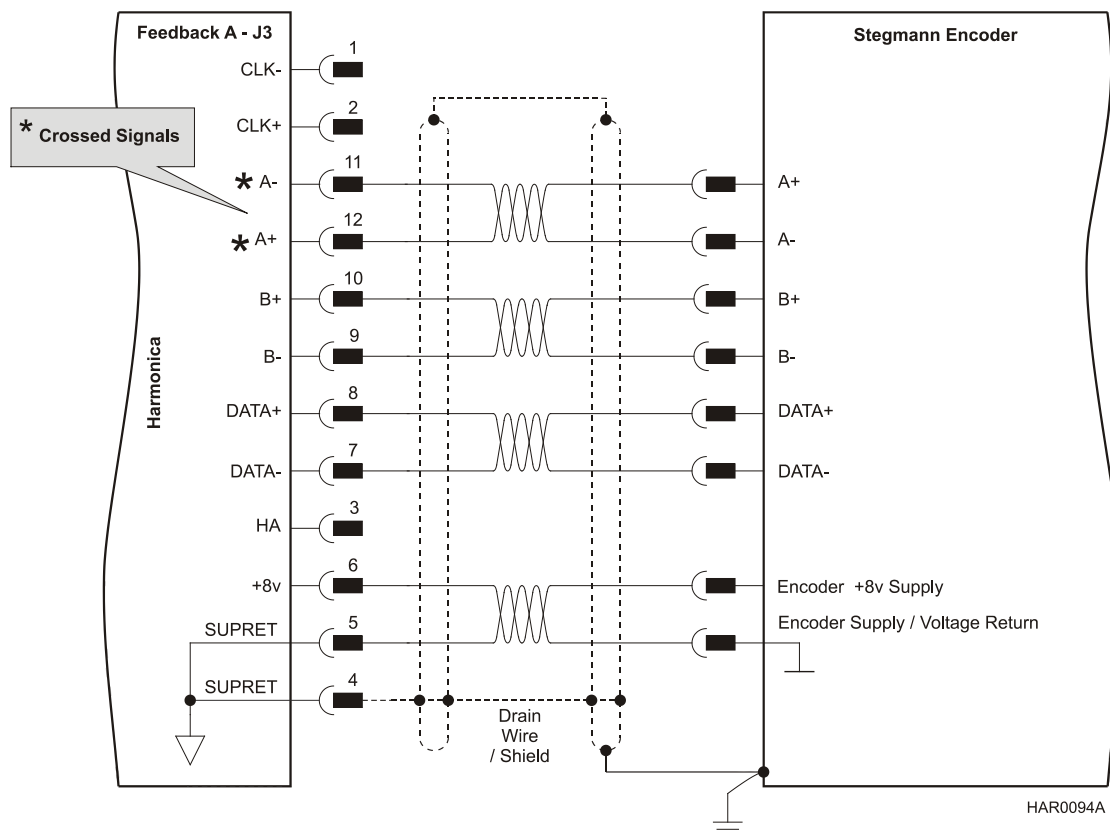 Feedback A - J3
Stegmann Encoder
CLK-
1
CLK+
2
* Crossed Signals
* A-
11
A+
* A+
12
A-
B+
10
B+
B-
9
B-
Harmonica
DATA+
8
DATA+
DATA-
7
DATA-
HA
3
+8v
6
Encoder +8v Supply
SUPRET
5
Encoder Supply / Voltage Return
SUPRET
4
Drain
Wire
/ Shield
HAR0094A